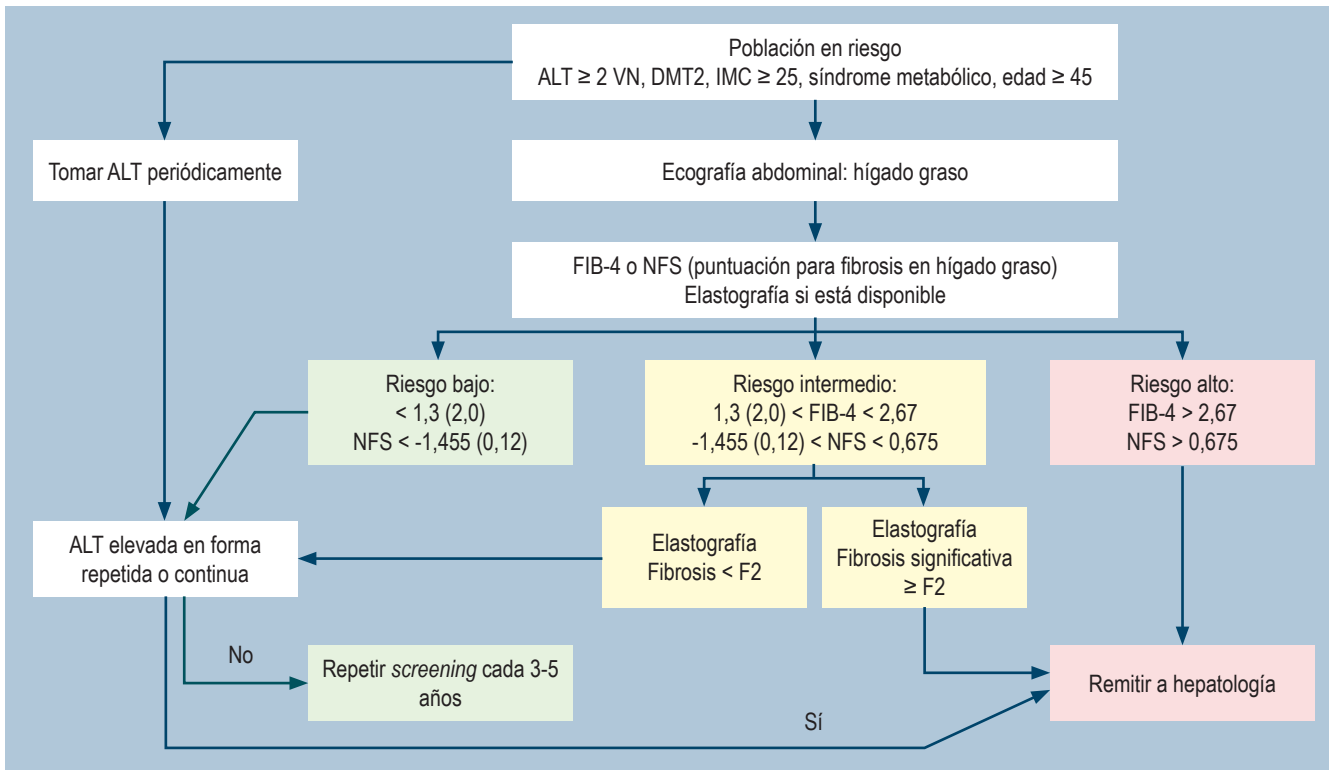 Población en riesgo
ALT ≥ 2 VN, DMT2, IMC ≥ 25, síndrome metabólico, edad ≥ 45
Tomar ALT periódicamente
Ecografía abdominal: hígado graso
FIB-4 o NFS (puntuación para fibrosis en hígado graso)
Elastografía si está disponible
Riesgo bajo:
< 1,3 (2,0)
NFS < -1,455 (0,12)
Riesgo intermedio:
1,3 (2,0) < FIB-4 < 2,67
-1,455 (0,12) < NFS < 0,675
Riesgo alto:
FIB-4 > 2,67
NFS > 0,675
ALT elevada en forma
repetida o continua
Elastografía
Fibrosis < F2
Elastografía
Fibrosis significativa
≥ F2
No
Repetir screening cada 3-5
años
Remitir a hepatología
Sí